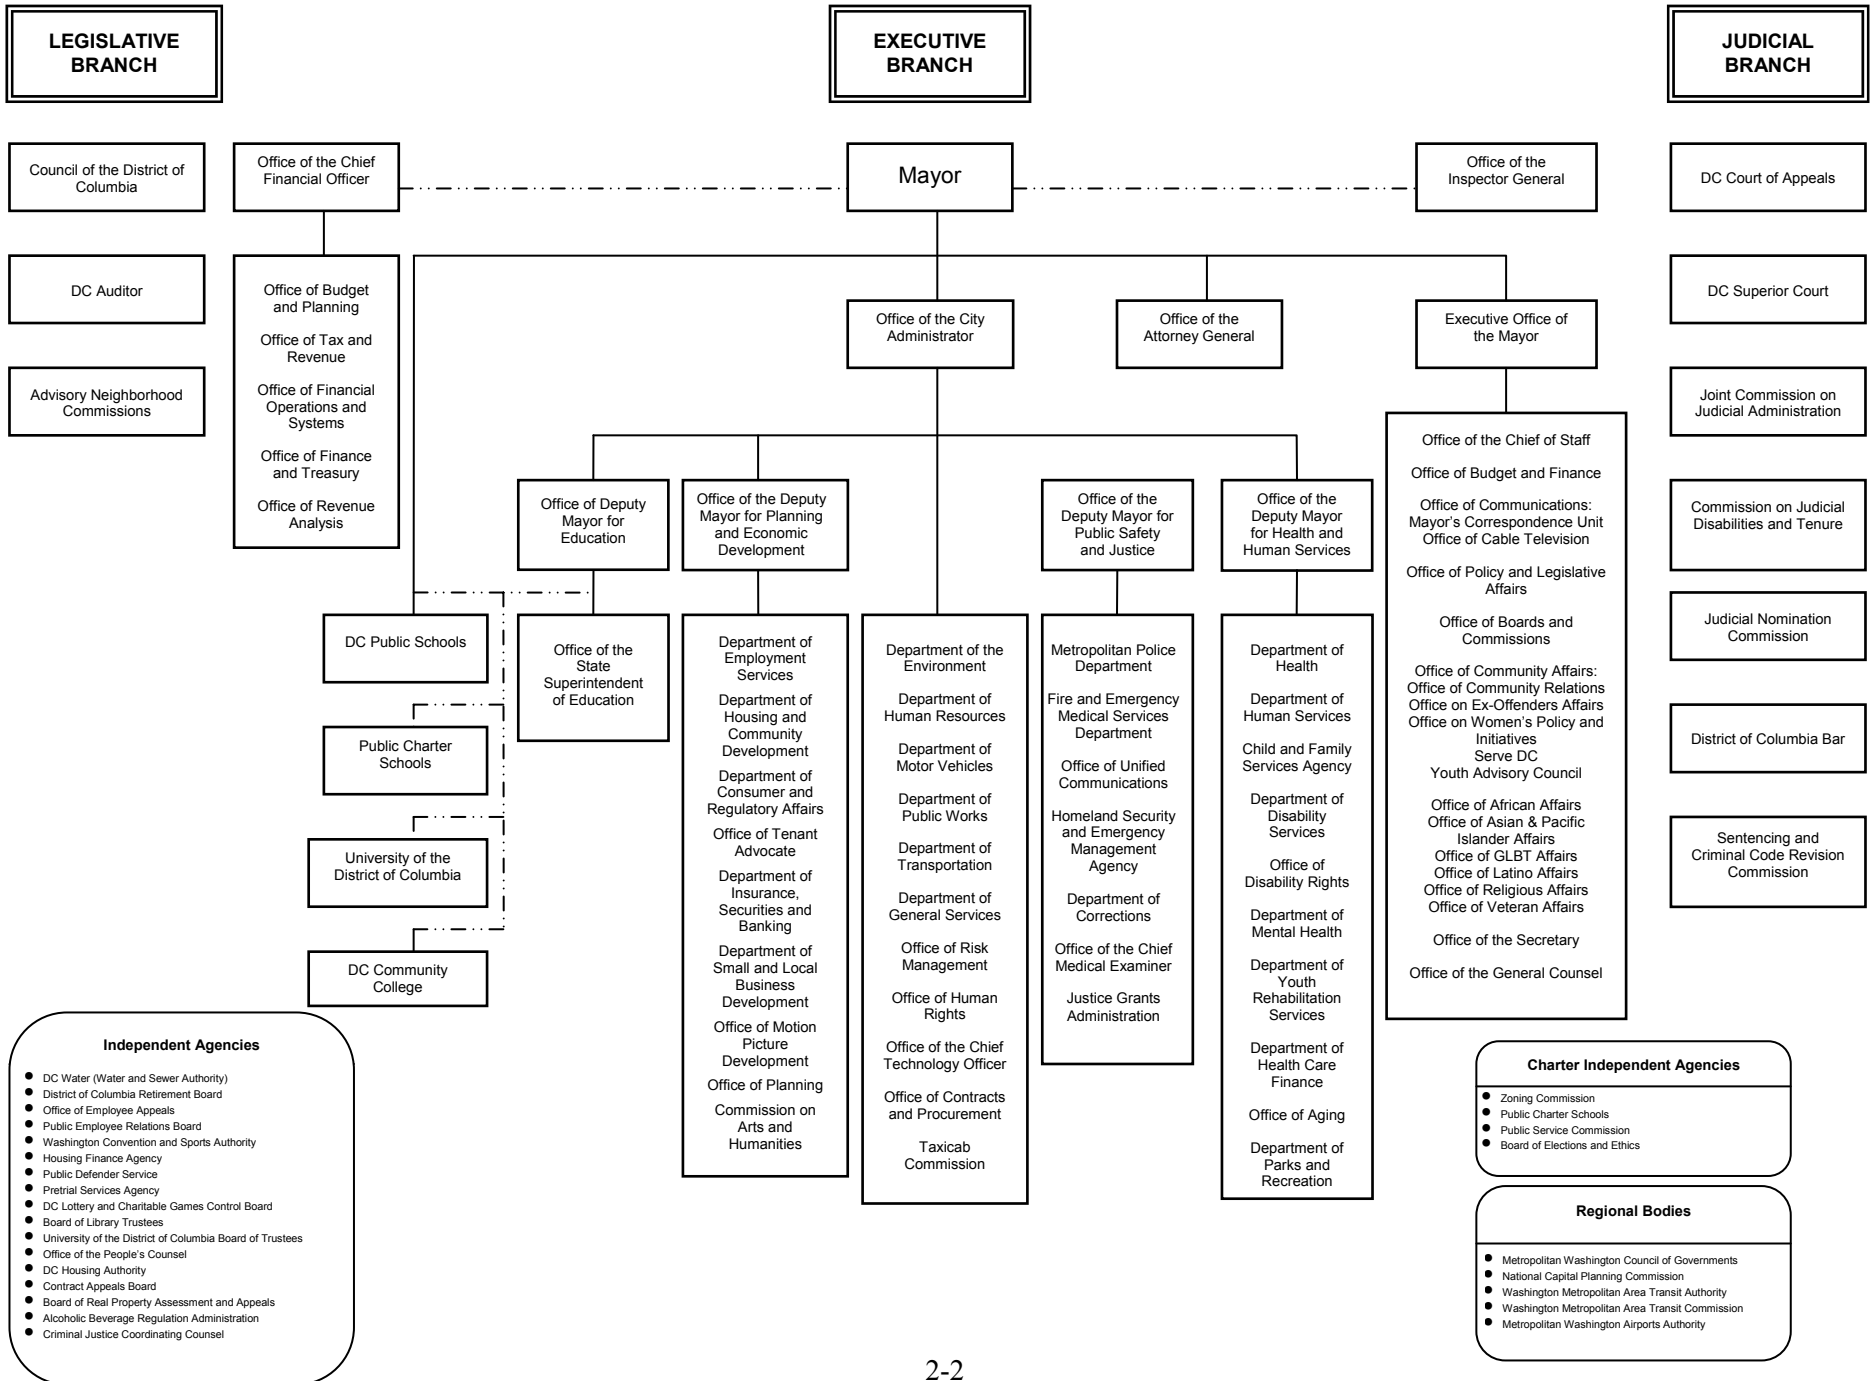 LEGISLATIVE
BRANCH
EXECUTIVE
BRANCH
JUDICIAL
BRANCH
Council of the District of
Columbia
Office of the Chief
Financial Officer
Mayor
Office of the
Inspector General
DC Court of Appeals
DC Auditor
Office of Budget
and Planning
Office of Tax and
Revenue
Office of Financial
Operations and
Systems
Office of Finance
and Treasury
Office of Revenue
Analysis
Office of the City
Administrator
Office of the
Attorney General
Executive Office of
the Mayor
DC Superior Court
Advisory Neighborhood
Commissions
Joint Commission on
Judicial Administration
Office of Deputy
Mayor for
Education
Office of the Deputy
Mayor for Planning
and Economic
Development
Office of the
Deputy Mayor for
Public Safety
and Justice
Office of the
Deputy Mayor
for Health and
Human Services
Office of the Chief of Staff
Office of Budget and Finance
Office of Communications:
Mayor's Correspondence Unit
Office of Cable Television
Office of Policy and Legislative
Affairs
Office of Boards and
Commissions
Office of Community Affairs:
Office of Community Relations
Office on Ex-Offenders Affairs
Office on Women's Policy and
Initiatives
Serve DC
Youth Advisory Council
Office of African Affairs
Office of Asian & Pacific
Islander Affairs
Office of GLBT Affairs
Office of Latino Affairs
Office of Religious Affairs
Office of Veteran Affairs
Office of the Secretary
Office of the General Counsel
Commission on Judicial
Disabilities and Tenure
Judicial Nomination
Commission
District of Columbia Bar
Sentencing and
Criminal Code Revision
Commission
DC Public Schools
Public Charter
Schools
University of the
District of Columbia
DC Community
College
Office of the
State
Superintendent
of Education
Department of
Employment
Services
Department of
Housing and
Community
Development
Department of
Consumer and
Regulatory Affairs
Office of Tenant
Advocate
Department of
Insurance,
Securities and
Banking
Department of
Small and Local
Business
Development
Office of Motion
Picture
Development
Office of Planning
Commission on
Arts and
Humanities
Department of the
Environment
Department of
Human Resources
Department of
Motor Vehicles
Department of
Public Works
Department of
Transportation
Department of
General Services
Office of Risk
Management
Office of Human
Rights
Office of the Chief
Technology Officer
Office of Contracts
and Procurement
Taxicab
Commission
Metropolitan Police
Department
Fire and Emergency
Medical Services
Department
Office of Unified
Communications
Homeland Security
and Emergency
Management
Agency
Department of
Corrections
Office of the Chief
Medical Examiner
Justice Grants
Administration
Department of
Health
Department of
Human Services
Child and Family
Services Agency
Department of
Disability
Services
Office of
Disability Rights
Department of
Mental Health
Department of
Youth
Rehabilitation
Services
Department of
Health Care
Finance
Office of Aging
Department of
Parks and
Recreation
Independent Agencies
● DC Water (Water and Sewer Authority)
● District of Columbia Retirement Board
● Office of Employee Appeals
● Public Employee Relations Board
● Washington Convention and Sports Authority
● Housing Finance Agency
● Public Defender Service
● Pretrial Services Agency
● DC Lottery and Charitable Games Control Board
● Board of Library Trustees
● University of the District of Columbia Board of Trustees
● Office of the People's Counsel
● DC Housing Authority
● Contract Appeals Board
● Board of Real Property Assessment and Appeals
● Alcoholic Beverage Regulation Administration
● Criminal Justice Coordinating Counsel
Charter Independent Agencies
● Zoning Commission
● Public Charter Schools
● Public Service Commission
● Board of Elections and Ethics
Regional Bodies
● Metropolitan Washington Council of Governments
● National Capital Planning Commission
● Washington Metropolitan Area Transit Authority
● Washington Metropolitan Area Transit Commission
● Metropolitan Washington Airports Authority
2-2